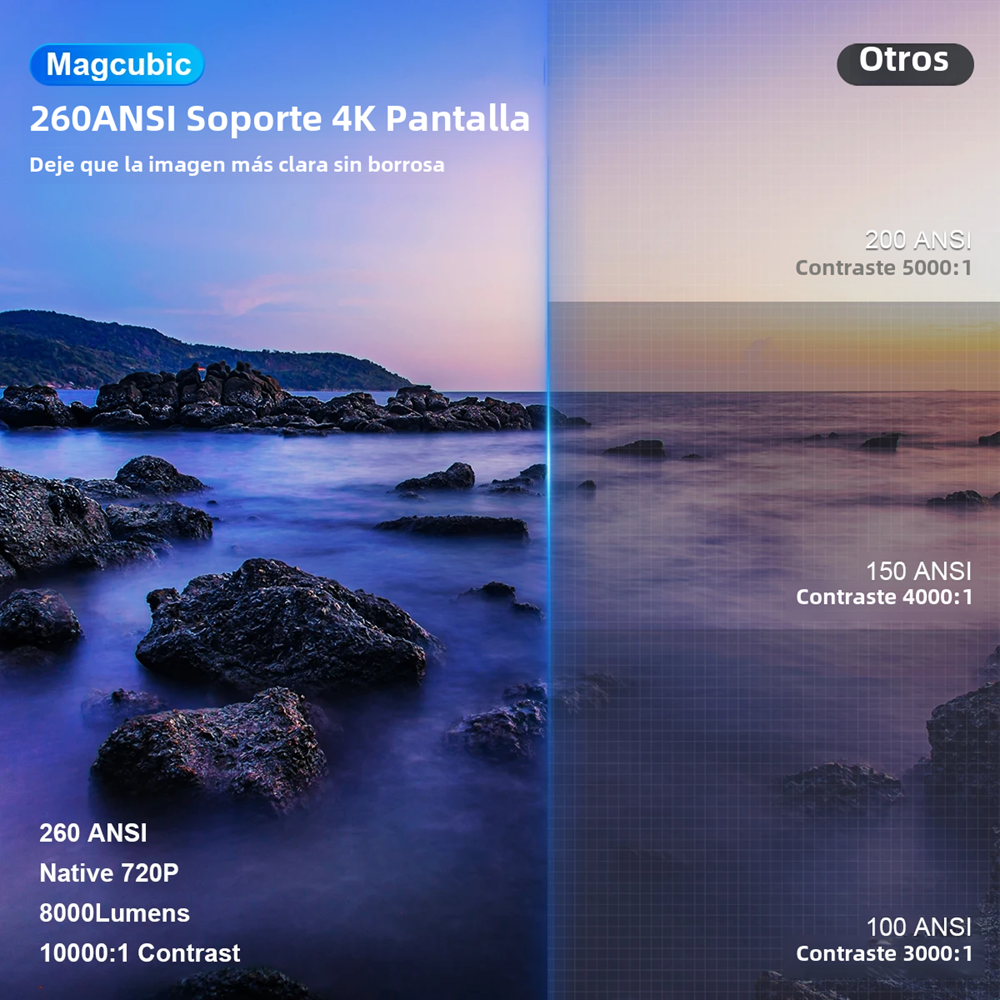 Magcubic
260ANSI Soporte 4K Pantalla
Deje que la imagen más clara sin borrosa
Otros
200 ANSI
Contraste 5000:1
150 ANSI
Contraste 4000:1
260 ANSI
Native 720P
8000Lumens
10000:1 Contrast
100 ANSI
Contraste 3000:1